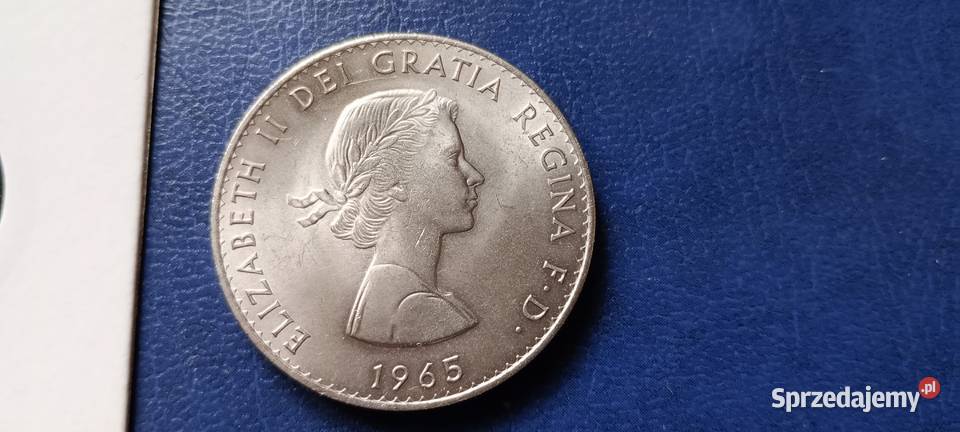 ELIZABETH II DEI GRATIA REGINA F·D·
1965
Sprzedajemy.pl